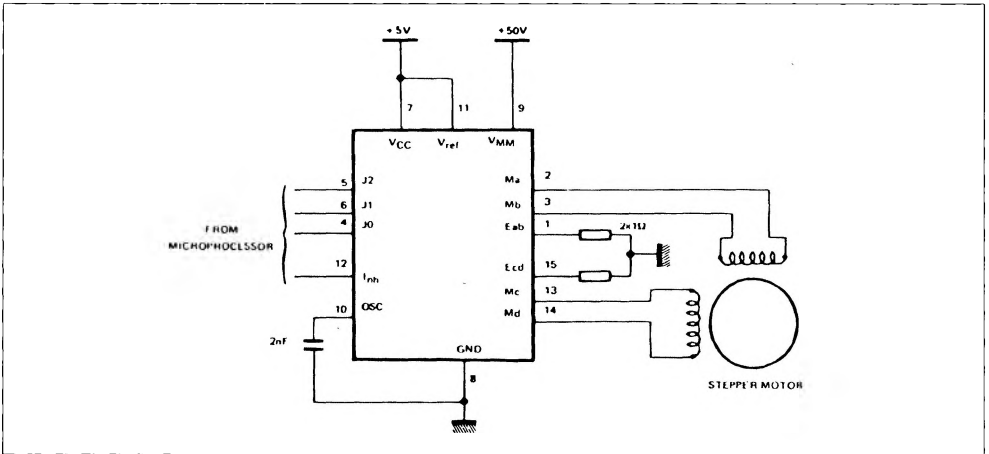 +5V +50V
7 11 9
VCC Vref VMM
5 J2 Ma 2
6 J1 Mb 3
4 J0 Eab 1 2x1Ω
FROM
MICROPROCESSOR
12 Inh Ecd 15
Mc 13
10 OSC Md 14
2nF
GND
8
STEPPER MOTOR